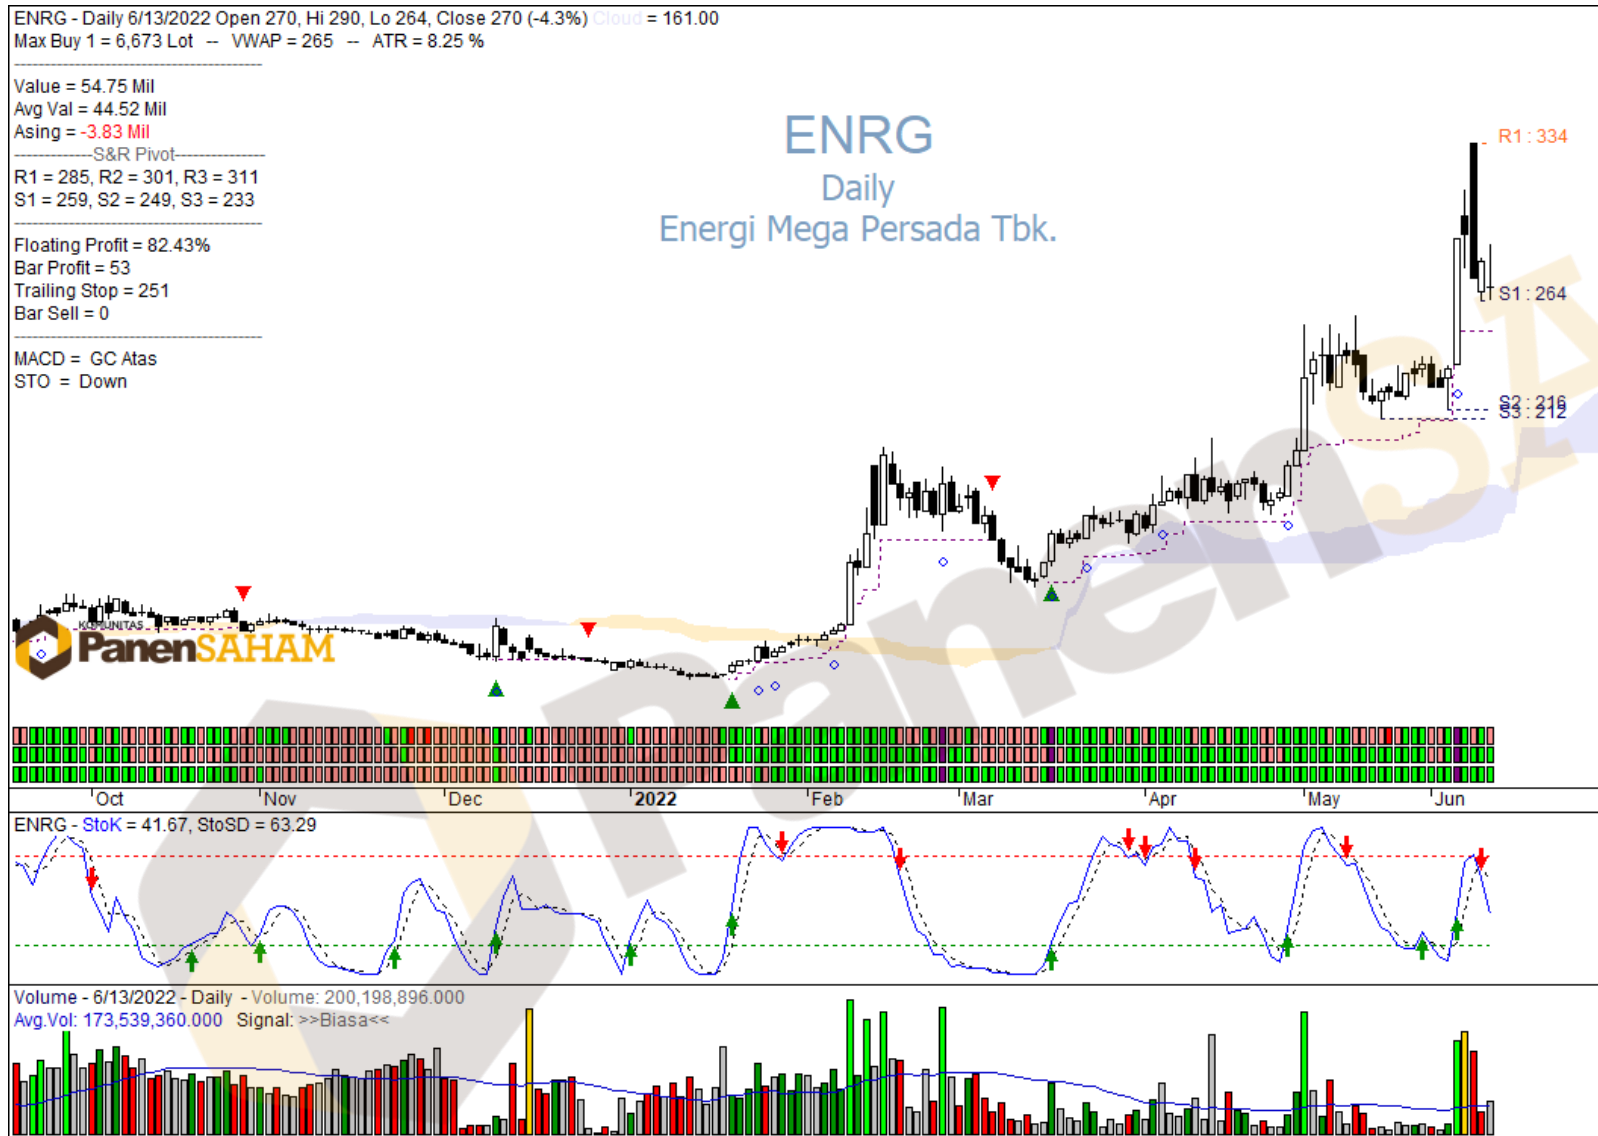 ENRG - Daily 6/13/2022 Open 270, Hi 290, Lo 264, Close 270 (-4.3%) Cloud = 161.00
Max Buy 1 = 6,673 Lot -- VWAP = 265 -- ATR = 8.25 %
Value = 54.75 Mil
Avg Val = 44.52 Mil
Asing = -3.83 Mil
S&R Pivot
R1 = 285, R2 = 301, R3 = 311
S1 = 259, S2 = 249, S3 = 233
Floating Profit = 82.43%
Bar Profit = 53
Trailing Stop = 251
Bar Sell = 0
MACD = GC Atas
STO = Down
ENRG
Daily
Energi Mega Persada Tbk.
R1 : 334
S1 : 264
S2 : 216
S3 : 212
KOMUNITAS
PanenSAHAM
PanenSA
Oct Nov Dec 2022 Feb Mar Apr May Jun
ENRG - StoK = 41.67, StoSD = 63.29
Volume - 6/13/2022 - Daily - Volume: 200,198,896.000
Avg.Vol: 173,539,360.000 Signal: >>Biasa<<